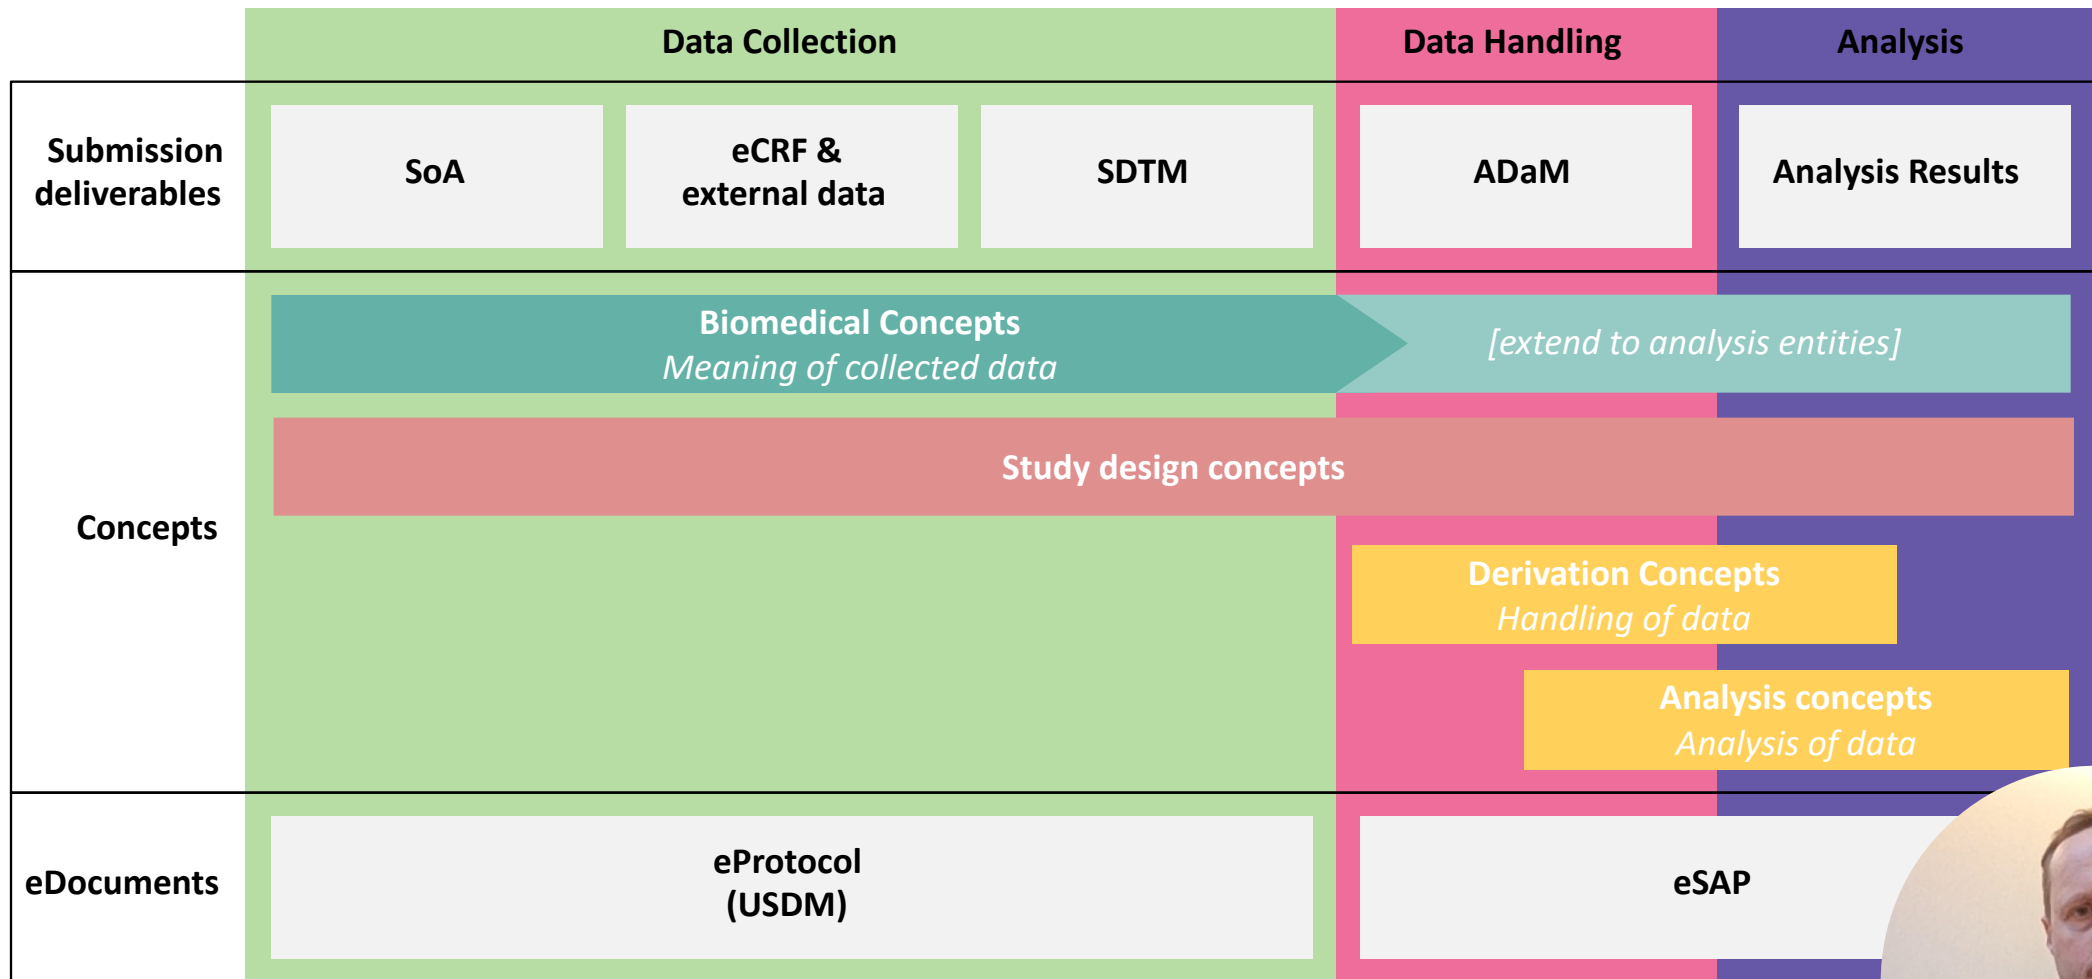 Data Collection
Data Handling
Analysis
Submission
deliverables
SoA
eCRF &
external data
SDTM
ADaM
Analysis Results
Concepts
Biomedical Concepts
Meaning of collected data
[extend to analysis entities]
Study design concepts
Derivation Concepts
Handling of data
Analysis concepts
Analysis of data
eDocuments
eProtocol
(USDM)
eSAP